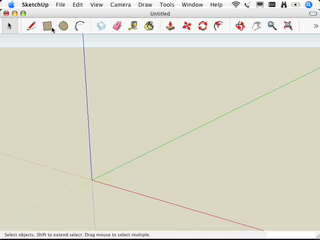 SketchUp File Edit View Camera Draw Tools Window Help
Untitled
Select objects. Shift to extend select. Drag mouse to select multiple.